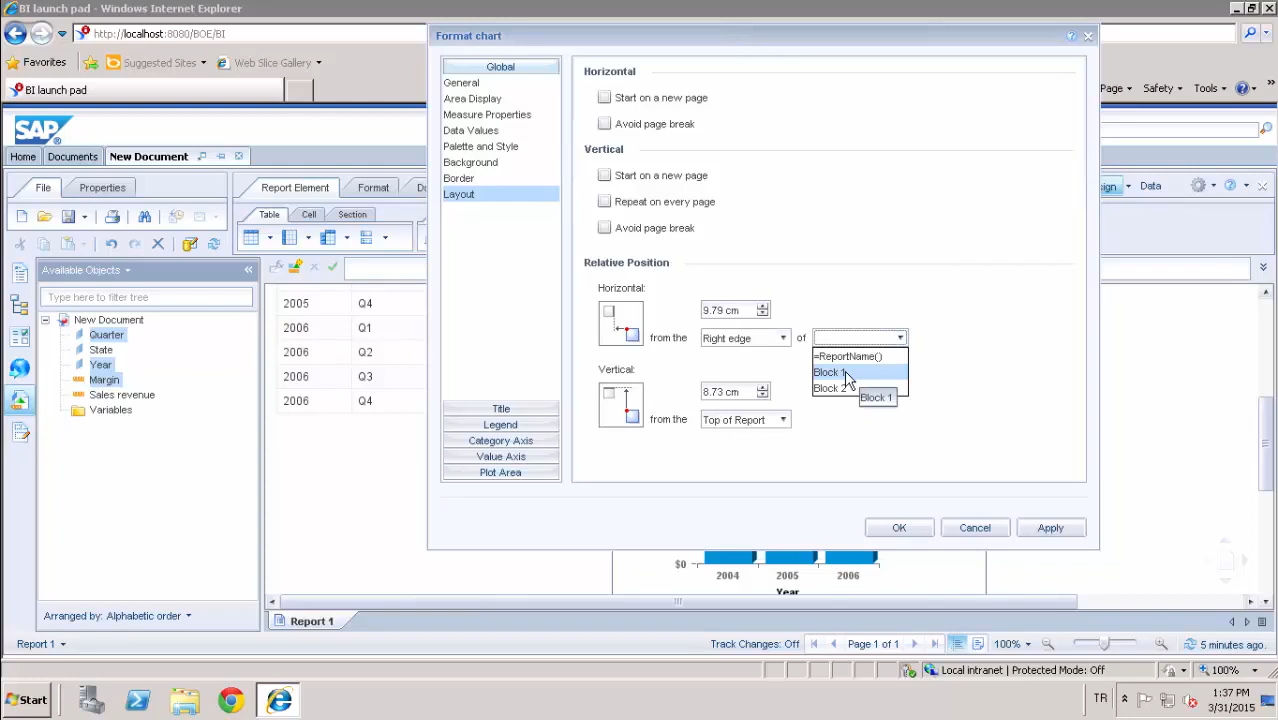 BI launch pad - Windows Internet Explorer
http://localhost:8080/BOE/BI
Favorites
Suggested Sites
Web Slice Gallery
BI launch pad
Page
Safety
Tools
SAP
Home
Documents
New Document
File
Properties
Report Element
Format
Data
Table
Cell
Section
Available Objects
Type here to filter tree
New Document
Quarter
State
Year
Margin
Sales revenue
Variables
Arranged by: Alphabetic order
2005 Q4
2006 Q1
2006 Q2
2006 Q3
2006 Q4
Format chart
Global
General
Area Display
Measure Properties
Data Values
Palette and Style
Background
Border
Layout
Title
Legend
Category Axis
Value Axis
Plot Area
Horizontal
Start on a new page
Avoid page break
Vertical
Start on a new page
Repeat on every page
Avoid page break
Relative Position
Horizontal:
9.79 cm
from the Right edge of
=ReportName()
Block 1
Block 2
Block 1
Vertical:
8.73 cm
from the Top of Report
OK
Cancel
Apply
$0
2004 2005 2006
Year
Report 1
Report 1
Track Changes: Off
Page 1 of 1
100%
5 minutes ago
Local intranet | Protected Mode: Off
100%
Start
TR
1:37 PM
3/31/2015